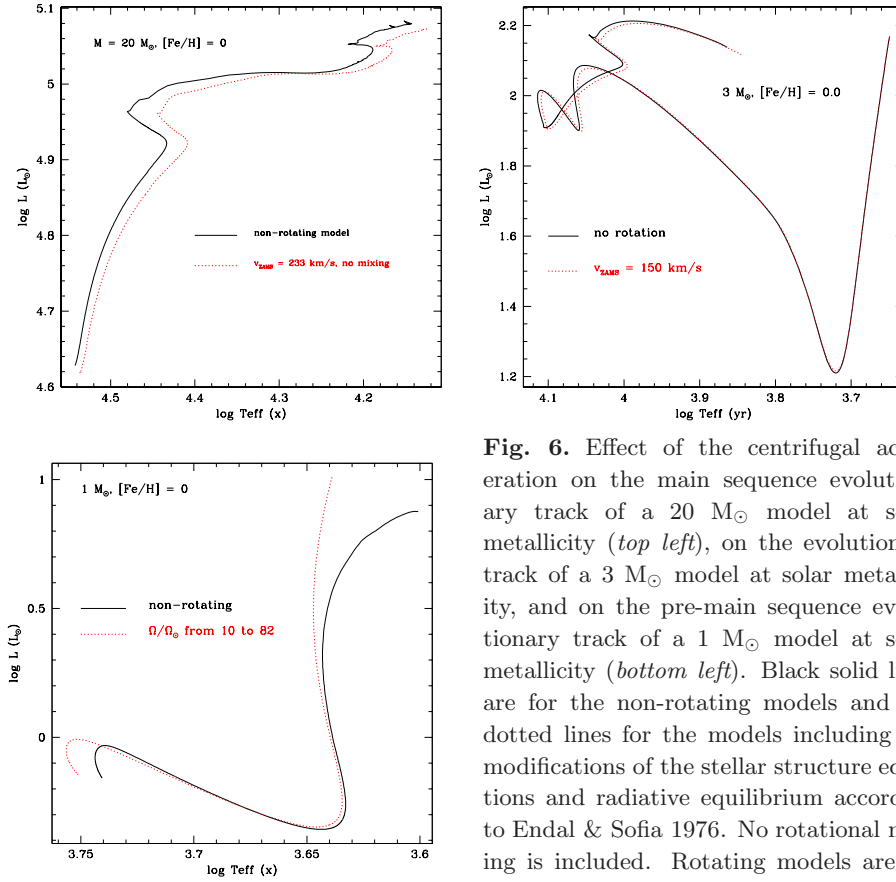 5.1
5
4.9
4.8
4.7
4.6
log L (L⊙)
M = 20 M⊙, [Fe/H] = 0
non-rotating model
vZAMS = 233 km/s, no mixing
4.5 4.4 4.3 4.2
log Teff (x)
2.2
2
1.8
1.6
1.4
1.2
log L (L⊙)
3 M⊙, [Fe/H] = 0.0
no rotation
vZAMS = 150 km/s
4.1 4 3.9 3.8 3.7
log Teff (yr)
1
0.5
0
log L (L⊙)
1 M⊙, [Fe/H] = 0
non-rotating
Ω/Ω⊙ from 10 to 82
3.75 3.7 3.65 3.6
log Teff (x)
Fig. 6. Effect of the centrifugal ac
eration on the main sequence evolut
ary track of a 20 M⊙ model at s
metallicity (top left), on the evolution
track of a 3 M⊙ model at solar meta
ity, and on the pre-main sequence ev
tionary track of a 1 M⊙ model at s
metallicity (bottom left). Black solid l
are for the non-rotating models and
dotted lines for the models including
modifications of the stellar structure eq
tions and radiative equilibrium accor
to Endal & Sofia 1976. No rotational m
ing is included. Rotating models are